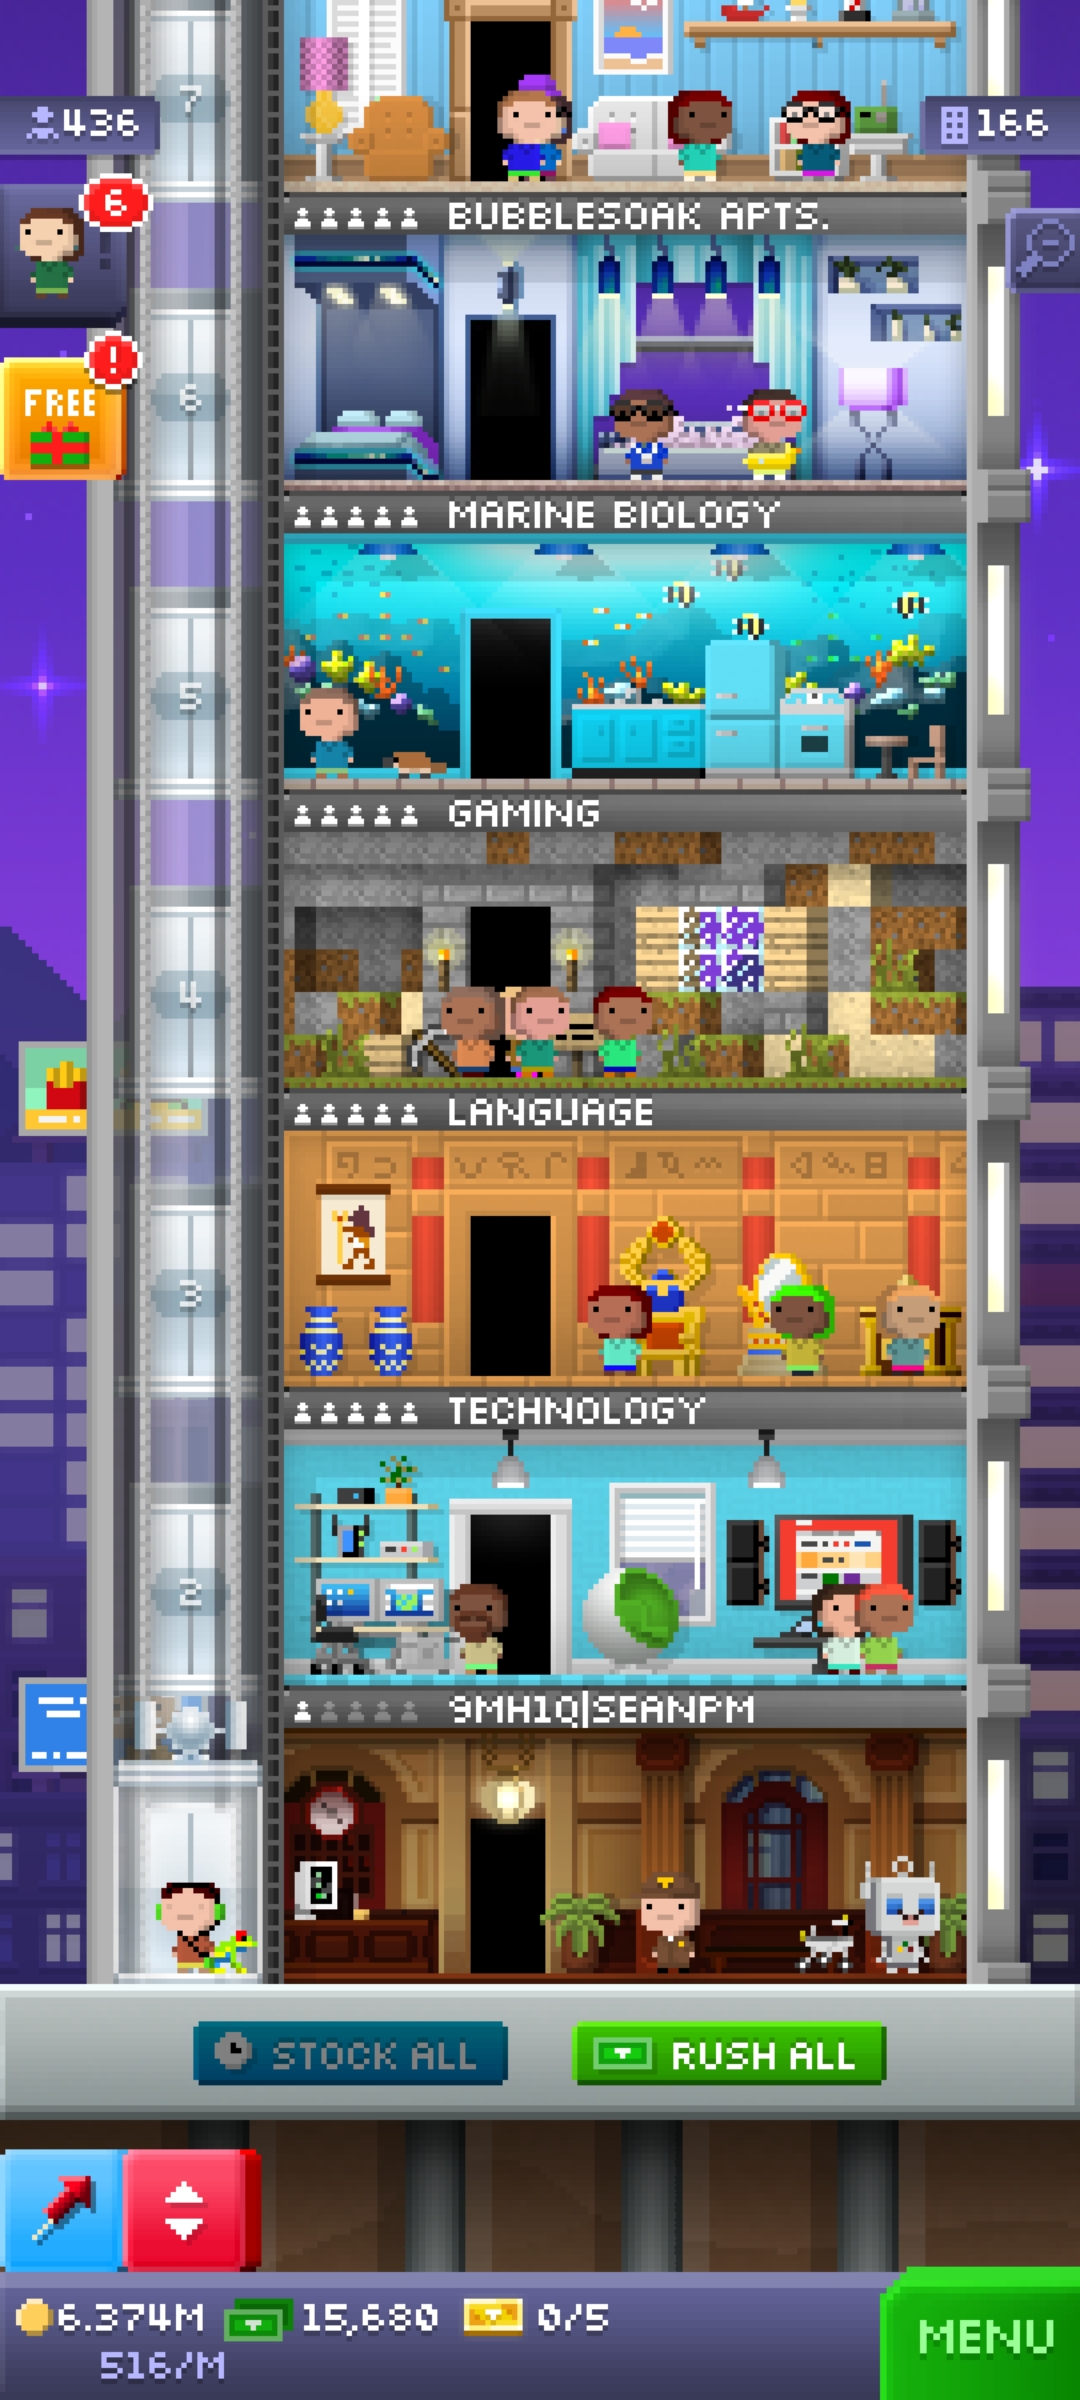 7
436
166
6
BUBBLESOAK APTS.
!
FREE
6
MARINE BIOLOGY
5
GAMING
4
LANGUAGE
3
TECHNOLOGY
2
9MH1Q|SEANPM
STOCK ALL
RUSH ALL
6.374M
15,680
0/5
516/M
MENU